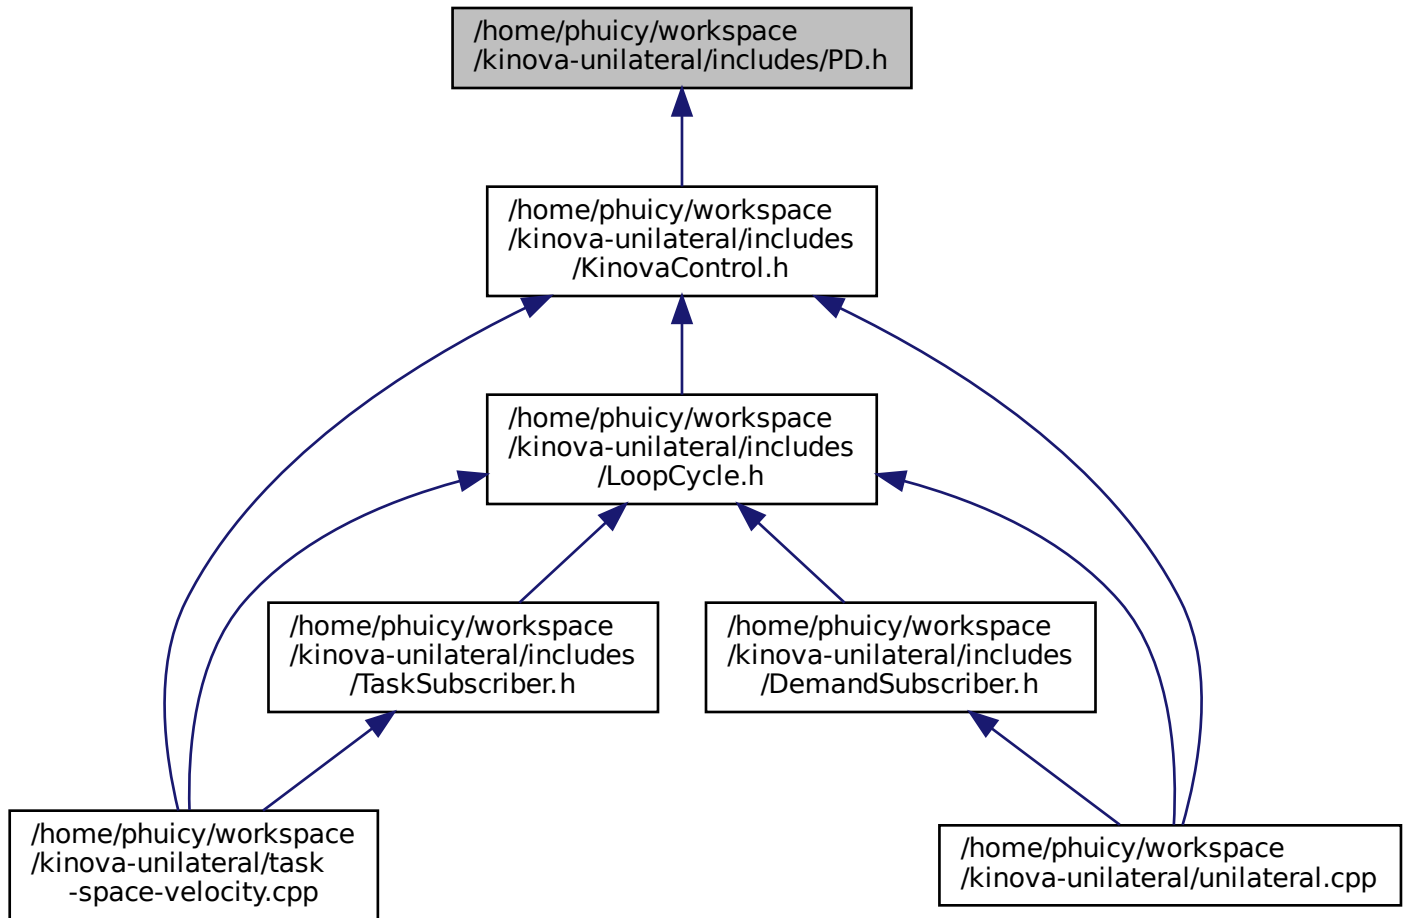 /home/phuicy/workspace
/kinova-unilateral/includes/PD.h
/home/phuicy/workspace
/kinova-unilateral/includes
/KinovaControl.h
/home/phuicy/workspace
/kinova-unilateral/includes
/LoopCycle.h
/home/phuicy/workspace
/kinova-unilateral/includes
/TaskSubscriber.h
/home/phuicy/workspace
/kinova-unilateral/includes
/DemandSubscriber.h
/home/phuicy/workspace
/kinova-unilateral/task
-space-velocity.cpp
/home/phuicy/workspace
/kinova-unilateral/unilateral.cpp